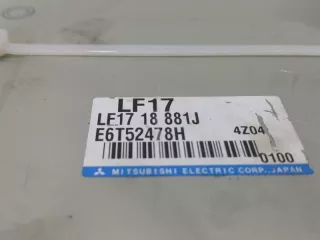 LF17
LF17 18 881J
E6T52478H 4Z04
0100
MITSUBISHI ELECTRIC CORP. JAPAN